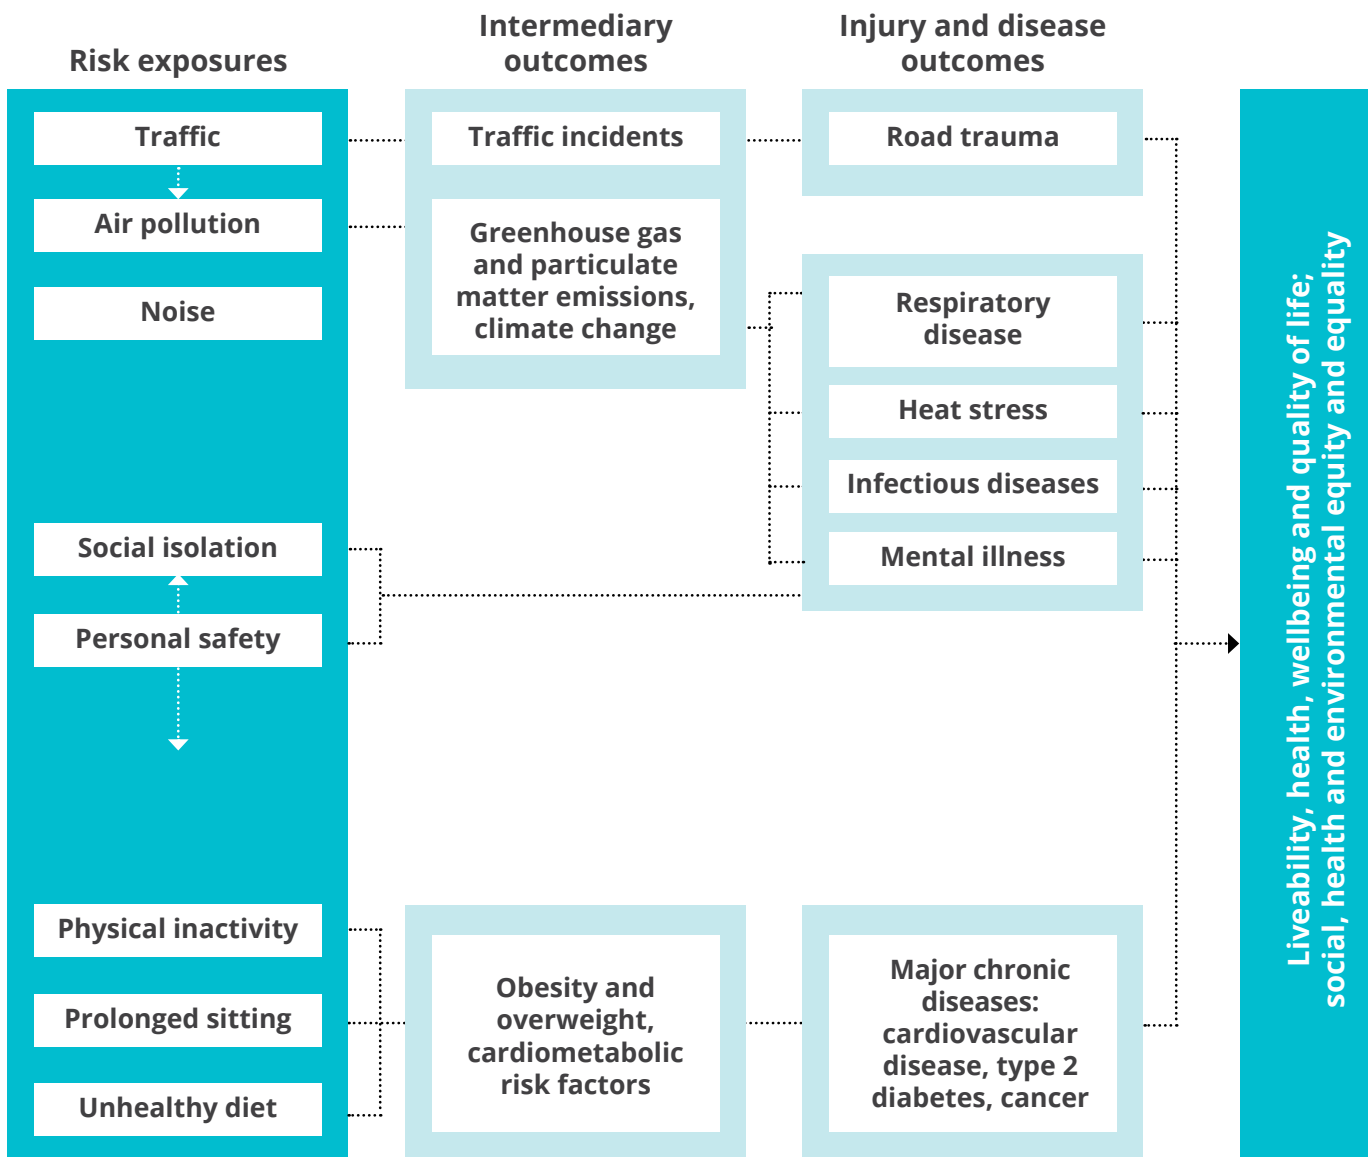 Risk exposures
Intermediary
outcomes
Injury and disease
outcomes
Traffic
Air pollution
Noise
Social isolation
Personal safety
Physical inactivity
Prolonged sitting
Unhealthy diet
Traffic incidents
Greenhouse gas
and particulate
matter emissions,
climate change
Obesity and
overweight,
cardiometabolic
risk factors
Road trauma
Respiratory
disease
Heat stress
Infectious diseases
Mental illness
Major chronic
diseases:
cardiovascular
disease, type 2
diabetes, cancer
Liveability, health, wellbeing and quality of life;
social, health and environmental equity and equality